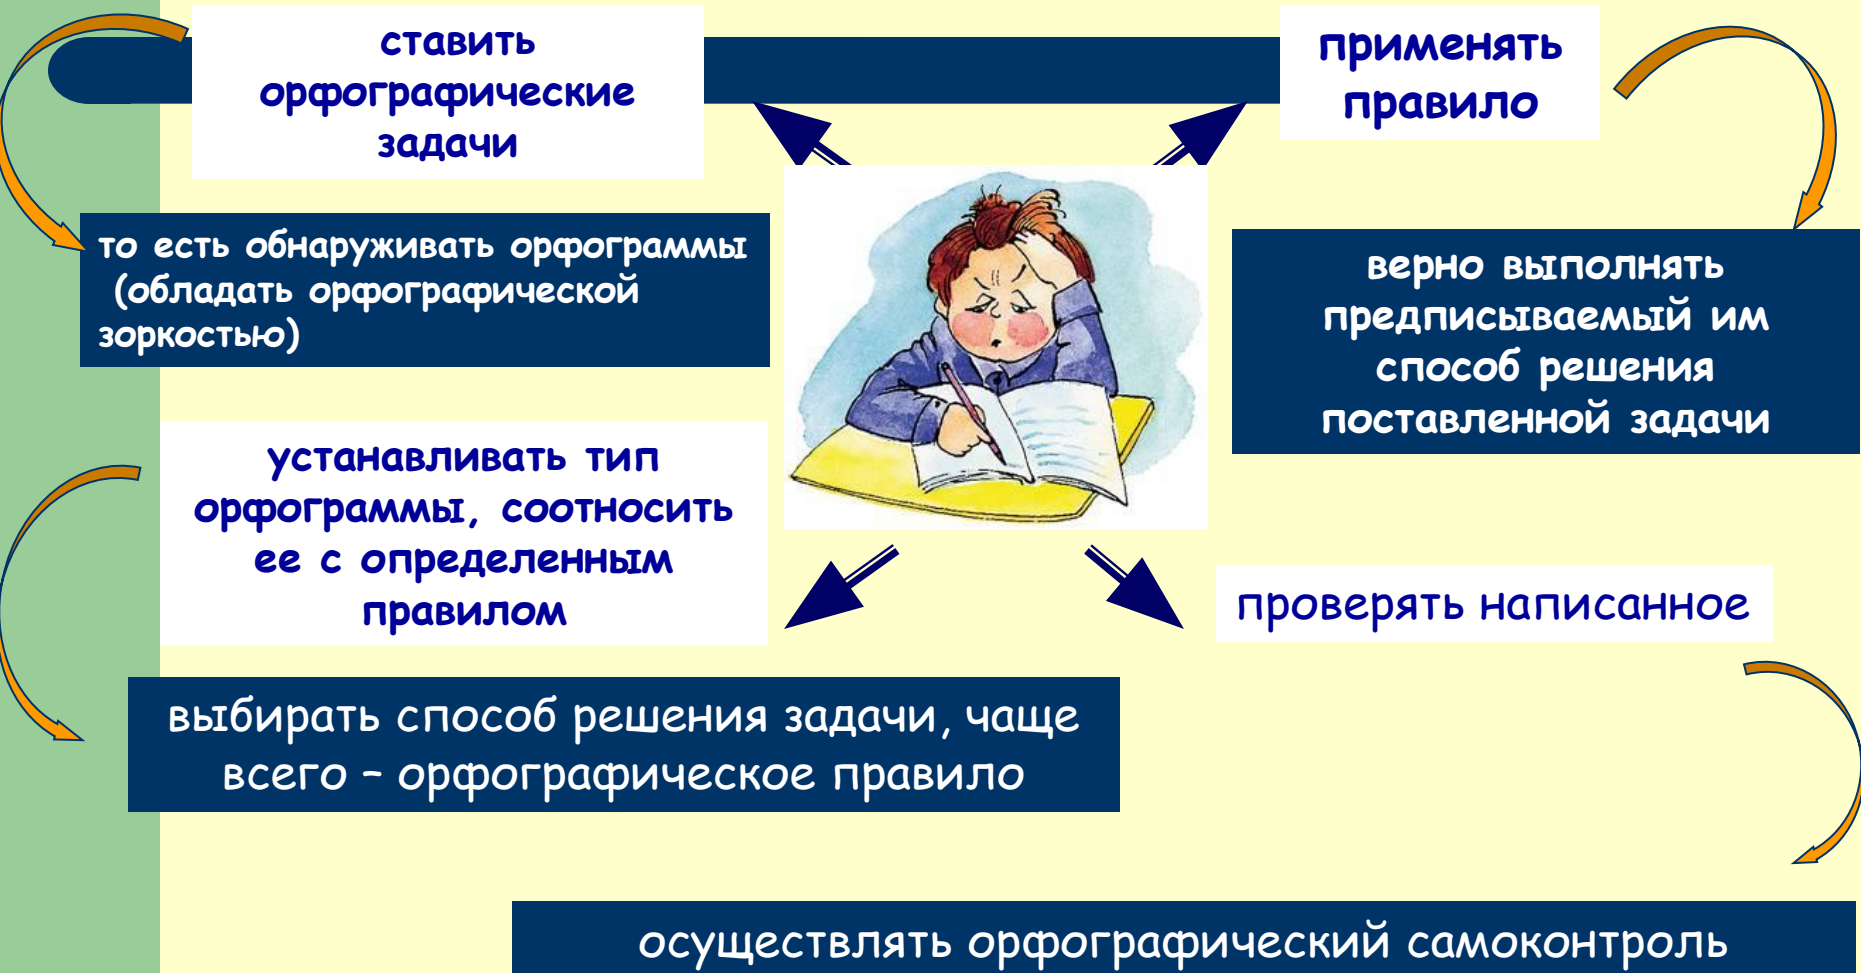 ставить
орфографические
задачи
то есть обнаруживать орфограммы
(обладать орфографической
зоркостью)
устанавливать тип
орфограммы, соотносить
ее с определенным
правилом
выбирать способ решения задачи, чаще
всего – орфографическое правило
применять
правило
верно выполнять
предписываемый им
способ решения
поставленной задачи
проверять написанное
осуществлять орфографический самоконтроль